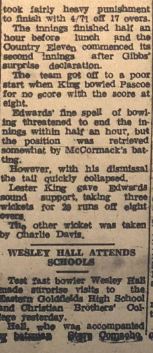 took fairly heavy punishment
to finish with 4/71 off 17 overs.
The innings finished half an
hour before lunch and the
Country Eleven commenced its
second innings after Gibbs'
surprise declaration.
The team got off to a poor
start when King bowled Pascoe
for no score with the score at
eight.
Edwards' fine spell of bowl-
ing threatened to end the in-
nings within half an hour, but
the position was retrieved
somewhat by McCormack's bat-
ting.
However, with his dismissal
the tail quickly collapsed.
Lester King gave Edwards
sound support, taking three
wickets for 29 runs off eight
overs.
The other wicket was taken
by Charlie Davis.
WESLEY HALL ATTENDS
SCHOOLS
Test fast bowler Wesley Hall
made surprise visits to the
Eastern Goldfields High School
and Christian Brothers' Col-
lege yesterday.
Hall, who was accompanied
by batsman Steve Camacho,